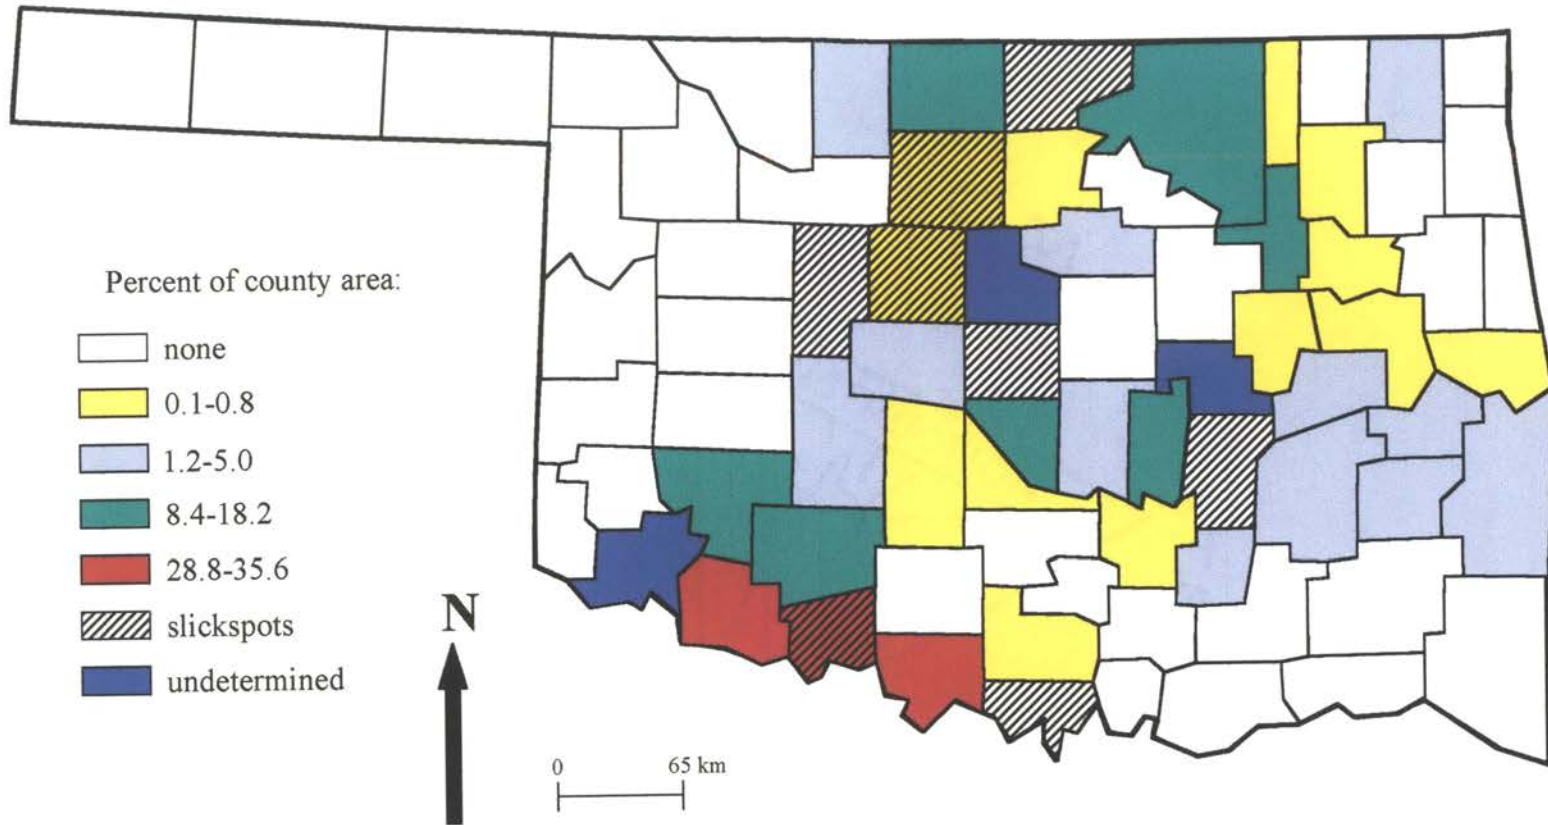 Percent of county area:
none
0.1-0.8
1.2-5.0
8.4-18.2
28.8-35.6
slickspots
undetermined
N
0 65 km